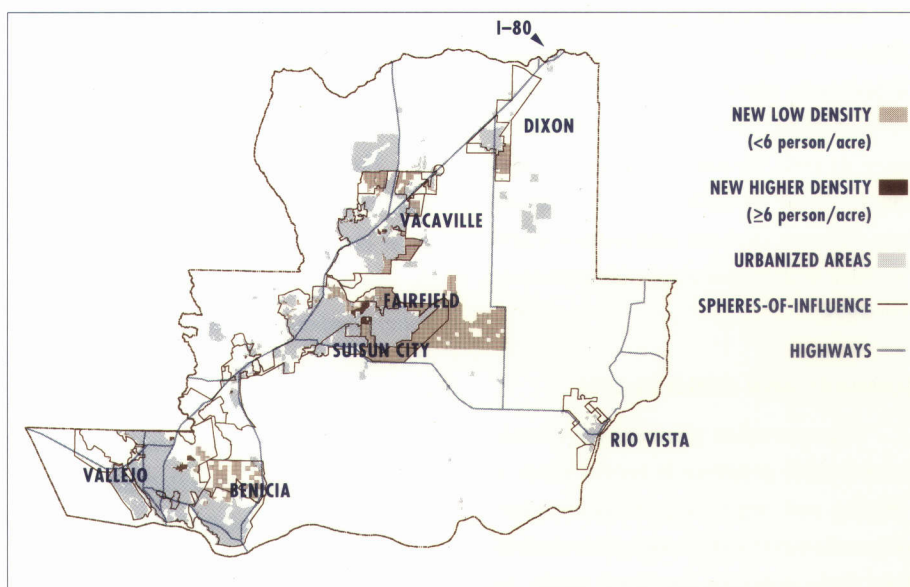 I-80
DIXON
VACAVILLE
FAIRFIELD
SUISUN CITY
RIO VISTA
VALLEJO
BENICIA
NEW LOW DENSITY
(<6 person/acre)
NEW HIGHER DENSITY
(≥6 person/acre)
URBANIZED AREAS
SPHERES-OF-INFLUENCE
HIGHWAYS